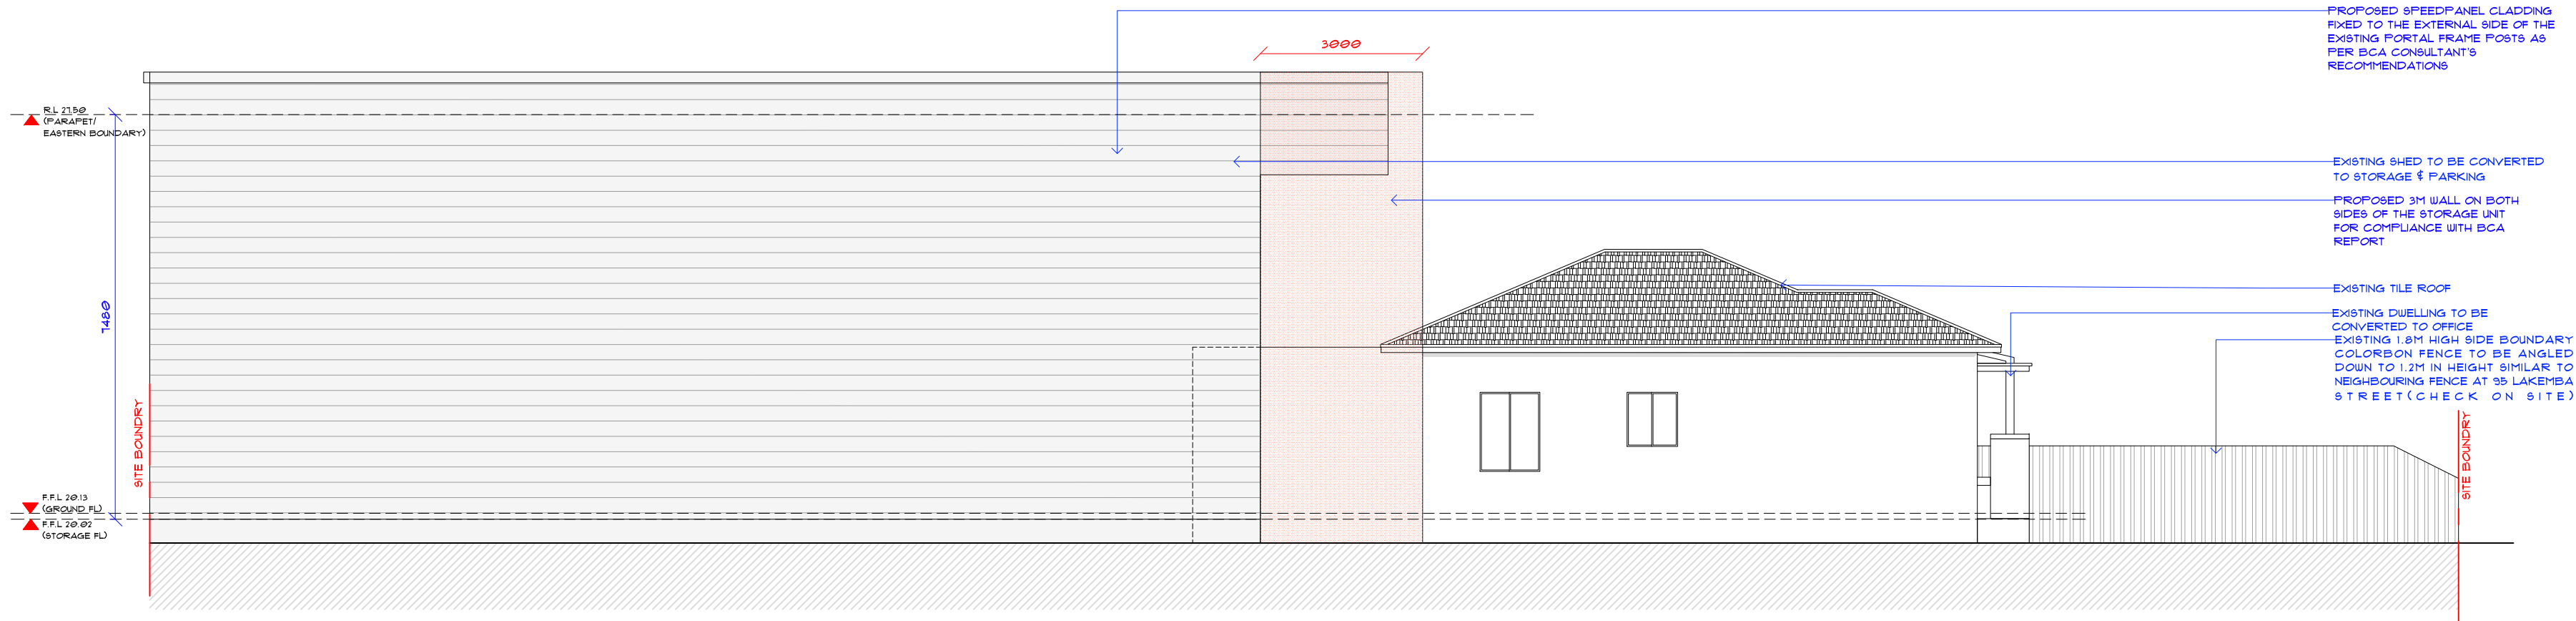 PROPOSED SPEEDPANEL CLADDING
FIXED TO THE EXTERNAL SIDE OF THE
EXISTING PORTAL FRAME POSTS AS
PER BCA CONSULTANT'S
RECOMMENDATIONS
3000
R.L 27.50
(PARAPET/
EASTERN BOUNDARY)
EXISTING SHED TO BE CONVERTED
TO STORAGE & PARKING
PROPOSED 3M WALL ON BOTH
SIDES OF THE STORAGE UNIT
FOR COMPLIANCE WITH BCA
REPORT
7480
EXISTING TILE ROOF
EXISTING DWELLING TO BE
CONVERTED TO OFFICE
EXISTING 1.8M HIGH SIDE BOUNDARY
COLORBON FENCE TO BE ANGLED
DOWN TO 1.2M IN HEIGHT SIMILAR TO
NEIGHBOURING FENCE AT 95 LAKEMBA
STREET(CHECK ON SITE)
SITE BOUNDRY
SITE BOUNDRY
F.F.L 20.13
(GROUND FL)
F.F.L 20.02
(STORAGE FL)